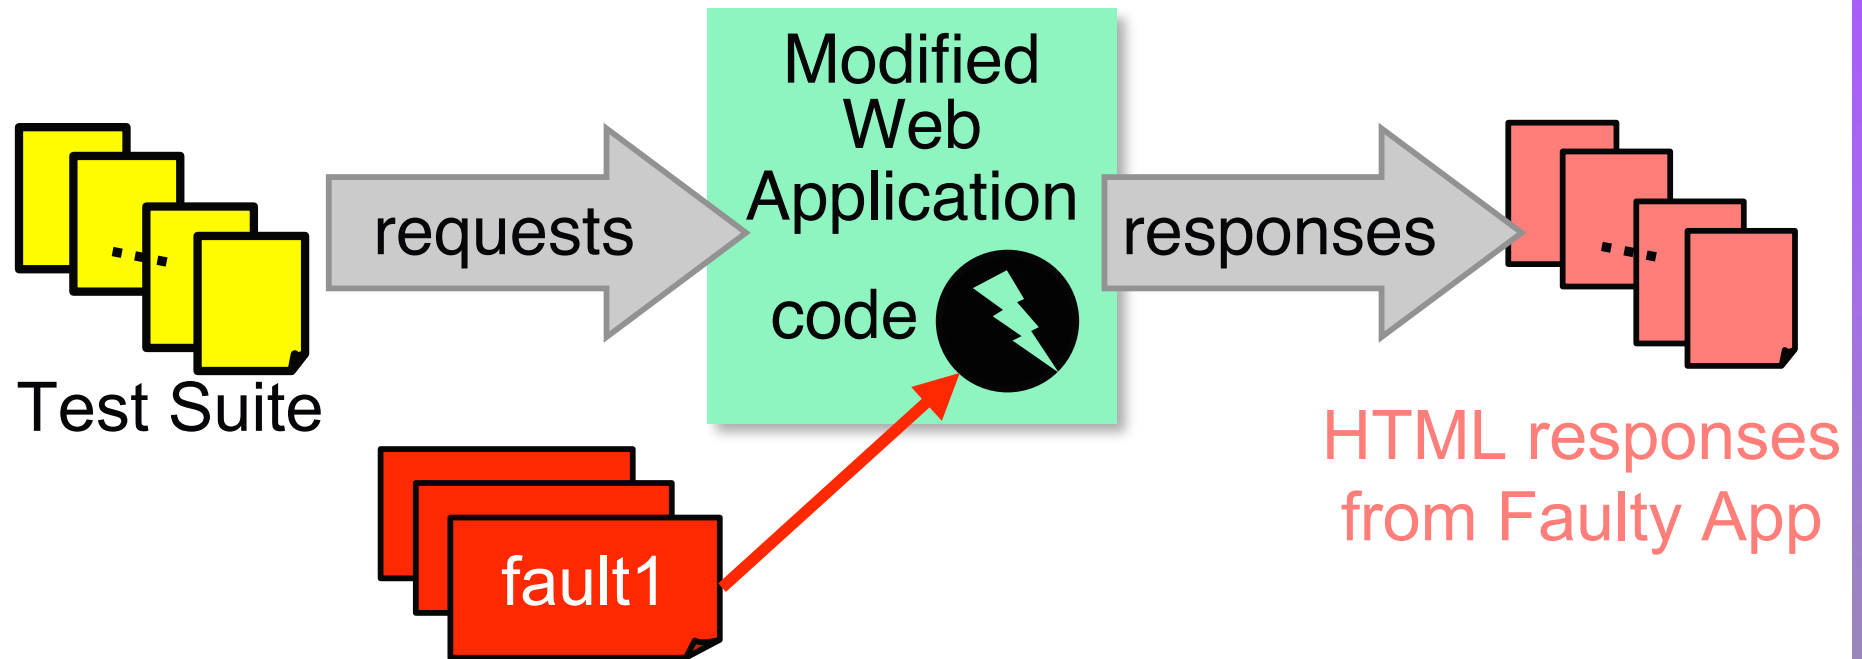 Modified
Web
Application
code
requests
responses
...
...
Test Suite
fault1
HTML responses
from Faulty App